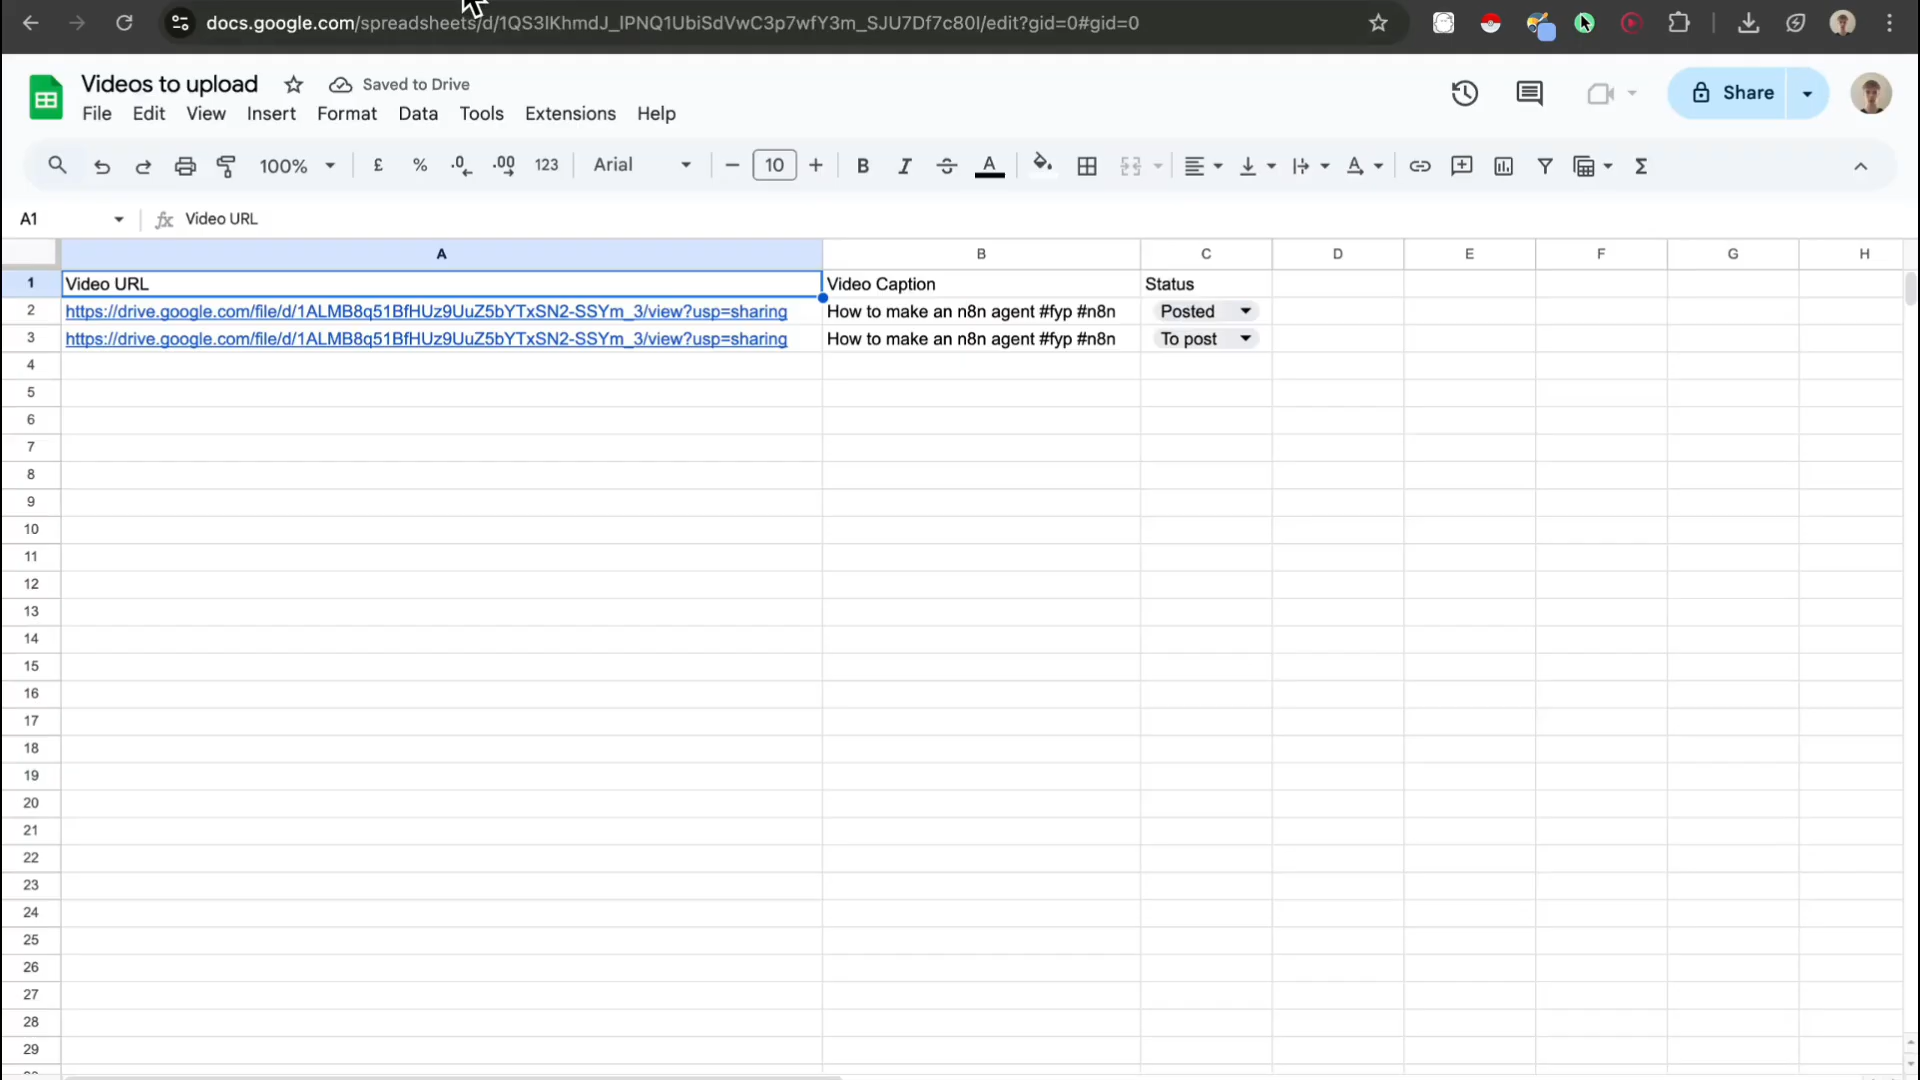 docs.google.com/spreadsheets/d/1QS3lKhmdJ_lPNQ1UbiSdVwC3p7wfY3m_SJU7Df7c80I/edit?gid=0#gid=0
Videos to upload
Saved to Drive
File Edit View Insert Format Data Tools Extensions Help
Share
100% £ % .0 .00 123 Arial 10 B I A Σ
A1 fx Video URL
A B C D E F G H
1 Video URL Video Caption Status
2 https://drive.google.com/file/d/1ALMB8q51BfHUz9UuZ5bYTxSN2-SSYm_3/view?usp=sharing How to make an n8n agent #fyp #n8n Posted
3 https://drive.google.com/file/d/1ALMB8q51BfHUz9UuZ5bYTxSN2-SSYm_3/view?usp=sharing How to make an n8n agent #fyp #n8n To post
4
5
6
7
8
9
10
11
12
13
14
15
16
17
18
19
20
21
22
23
24
25
26
27
28
29